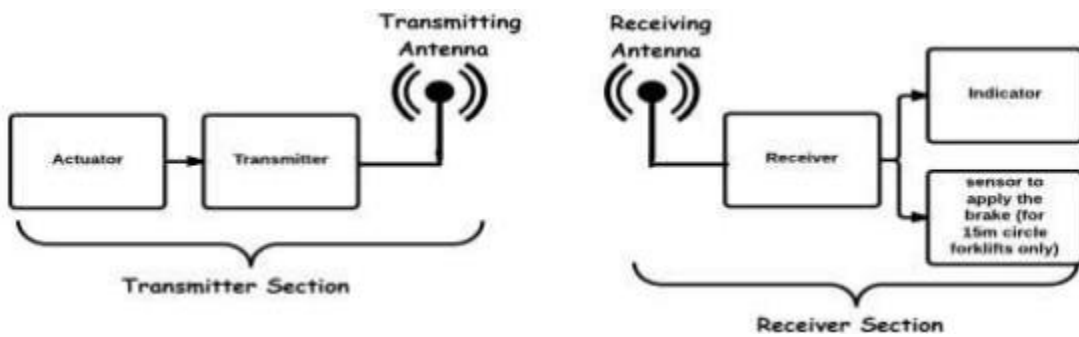 Transmitting
Antenna
Receiving
Antenna
Actuator
Transmitter
Receiver
Indicator
sensor to
apply the
brake (for
15m circle
forklifts only)
Transmitter Section
Receiver Section